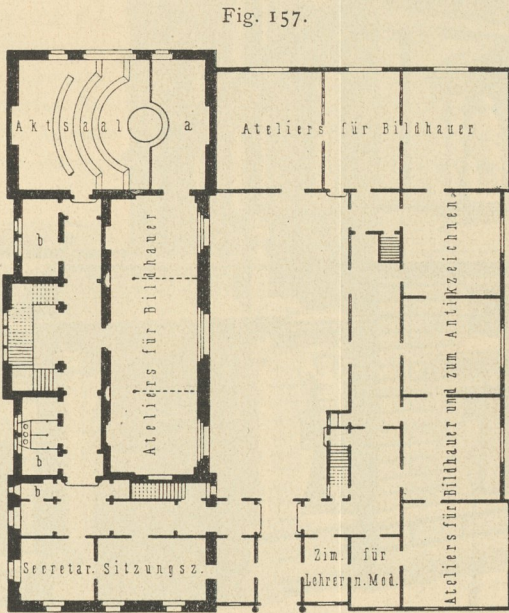 Fig. 157.
Aktsaal
a
Ateliers für Bildhauer
b
Ateliers für Bildhauer
Ateliers für Bildhauer und zum Antikzeichnen.
b
b
Secretar. Sitzungsz.
Zim. für
Lehrer n. Mod.